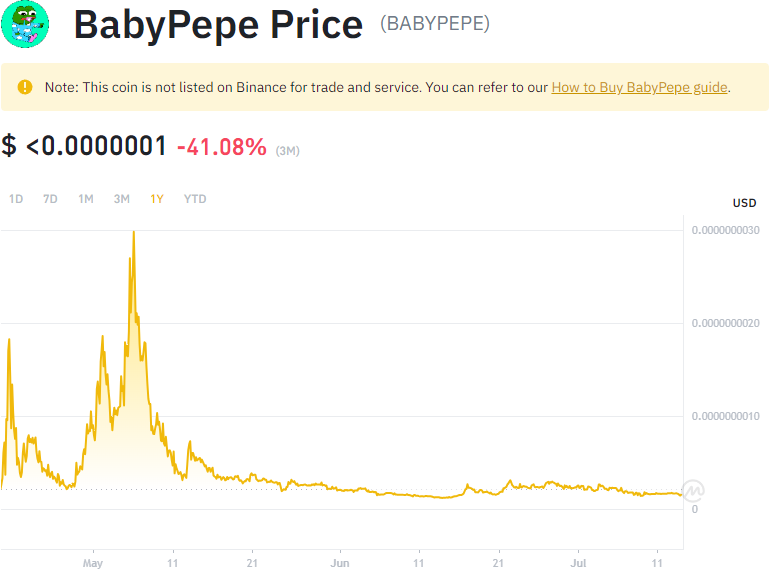 BabyPepe Price (BABYPEPE)
Note: This coin is not listed on Binance for trade and service. You can refer to our How to Buy BabyPepe guide.
$ <0.0000001 -41.08% (3M)
1D 7D 1M 3M 1Y YTD
USD
0.0000000030
0.0000000020
0.0000000010
0
May 11 21 Jun 11 21 Jul 11